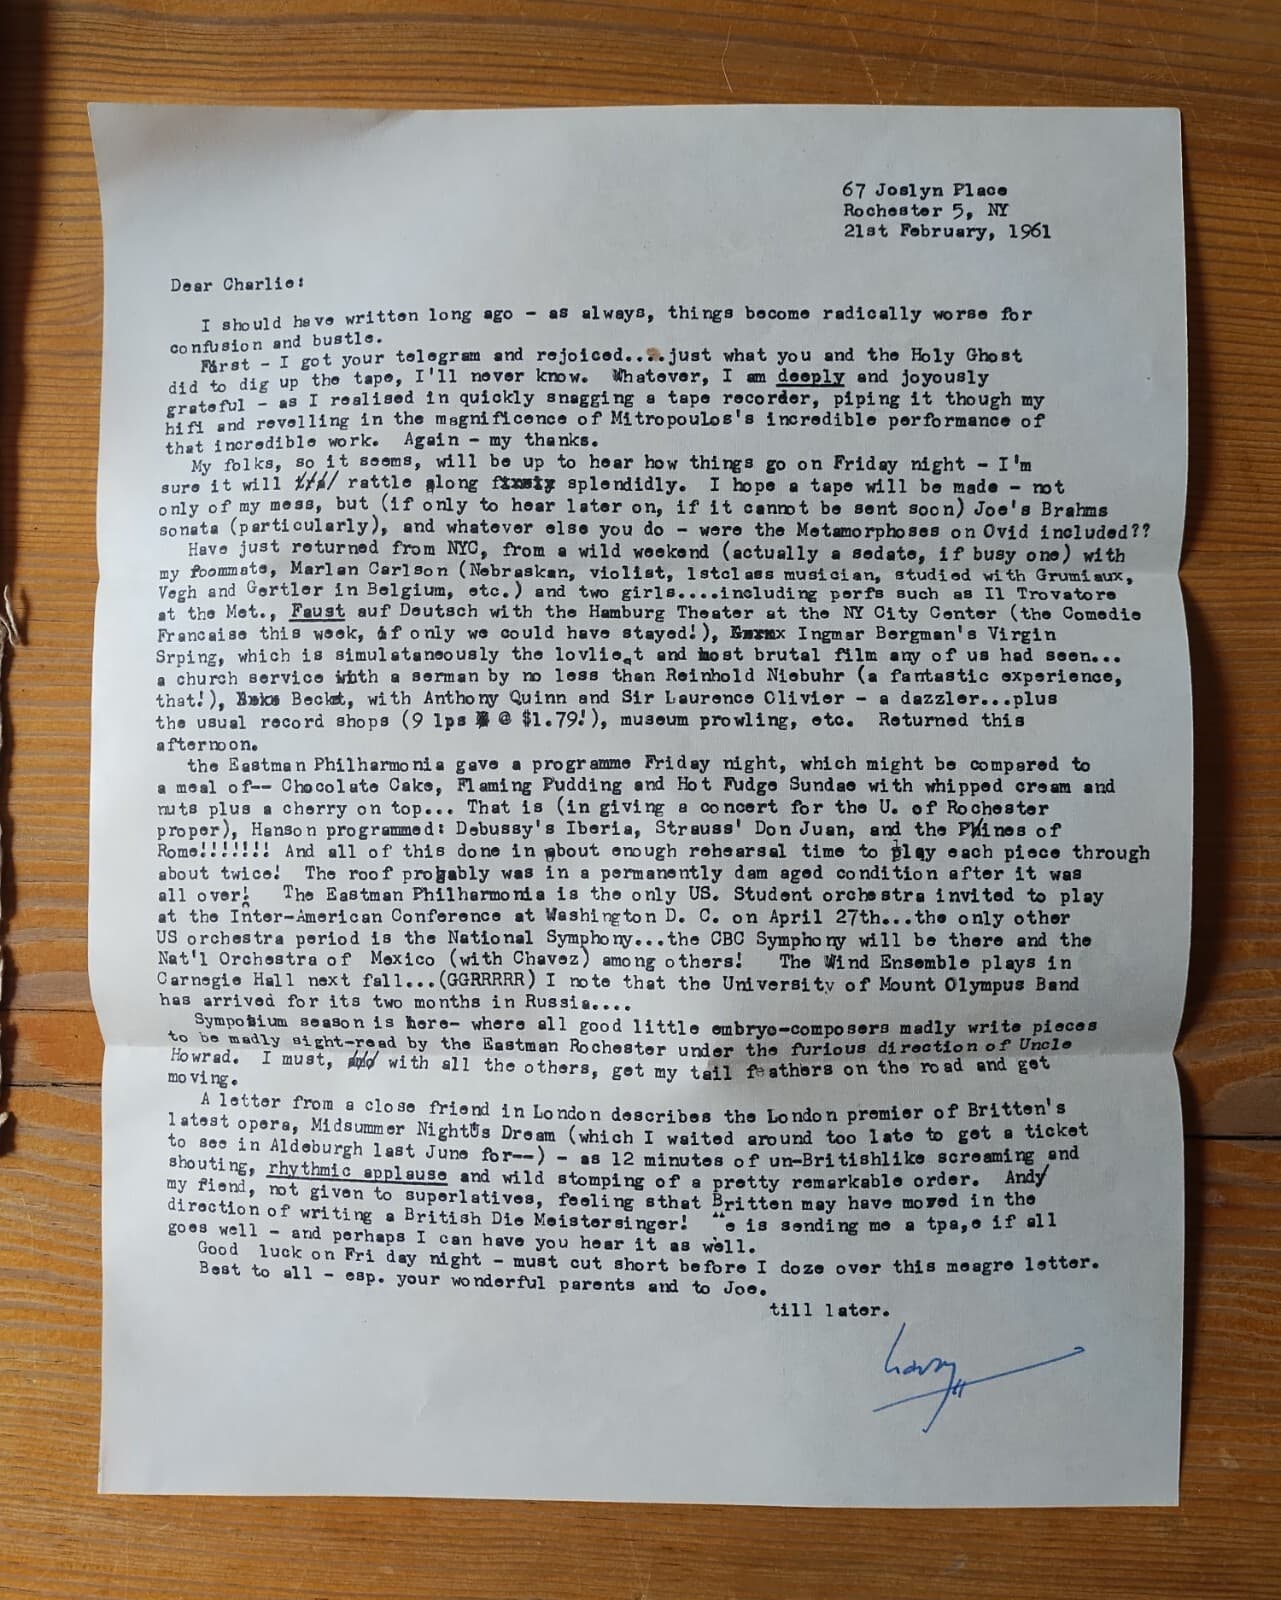 67 Joslyn Place
Rochester 5, NY
21st February, 1961
Dear Charlie:
I should have written long ago - as always, things become radically worse for
confusion and bustle.
First - I got your telegram and rejoiced....just what you and the Holy Ghost
did to dig up the tape, I'll never know. Whatever, I am deeply and joyously
grateful - as I realised in quickly snagging a tape recorder, piping it though my
hifi and revelling in the magnificence of Mitropoulos's incredible performance of
that incredible work. Again - my thanks.
My folks, so it seems, will be up to hear how things go on Friday night - I'm
sure it will rattle along splendidly. I hope a tape will be made - not
only of my mess, but (if only to hear later on, if it cannot be sent soon) Joe's Brahms
sonata (particularly), and whatever else you do - were the Metamorphoses on Ovid included??
Have just returned from NYC, from a wild weekend (actually a sedate, if busy one) with
my roommate, Marlan Carlson (Nebraskan, violist, 1stclass musician, studied with Grumiaux,
Vegh and Gertler in Belgium, etc.) and two girls....including perfs such as Il Trovatore
at the Met., Faust auf Deutsch with the Hamburg Theater at the NY City Center (the Comedie
Francaise this week, if only we could have stayed!), Ingmar Bergman's Virgin
Srping, which is simulataneously the lovliest and most brutal film any of us had seen...
a church service with a serman by no less than Reinhold Niebuhr (a fantastic experience,
that!), Becket, with Anthony Quinn and Sir Laurence Olivier - a dazzler...plus
the usual record shops (9 lps @ $1.79!), museum prowling, etc. Returned this
afternoon.
the Eastman Philharmonia gave a programme Friday night, which might be compared to
a meal of-- Chocolate Cake, Flaming Pudding and Hot Fudge Sundae with whipped cream and
nuts plus a cherry on top... That is (in giving a concert for the U. of Rochester
proper), Hanson programmed: Debussy's Iberia, Strauss' Don Juan, and the Pines of
Rome!!!!!!! And all of this done in about enough rehearsal time to play each piece through
about twice! The roof probably was in a permanently dam aged condition after it was
all over! The Eastman Philharmonia is the only US. Student orchestra invited to play
at the Inter-American Conference at Washington D. C. on April 27th...the only other
US orchestra period is the National Symphony...the CBC Symphony will be there and the
Nat'l Orchestra of Mexico (with Chavez) among others! The Wind Ensemble plays in
Carnegie Hall next fall...(GGRRRRR) I note that the University of Mount Olympus Band
has arrived for its two months in Russia....
Symposium season is here- where all good little embryo-composers madly write pieces
to be madly sight-read by the Eastman Rochester under the furious direction of Uncle
Howrad. I must, with all the others, get my tail feathers on the road and get
moving.
A letter from a close friend in London describes the London premier of Britten's
latest opera, Midsummer Night's Dream (which I waited around too late to get a ticket
to see in Aldeburgh last June for--) - as 12 minutes of un-Britishlike screaming and
shouting, rhythmic applause and wild stomping of a pretty remarkable order. Andy
my fiend, not given to superlatives, feeling sthat Britten may have moved in the
direction of writing a British Die Meistersinger! e is sending me a tpa,e if all
goes well - and perhaps I can have you hear it as well.
Good luck on Fri day night - must cut short before I doze over this meagre letter.
Best to all - esp. your wonderful parents and to Joe.
till later.